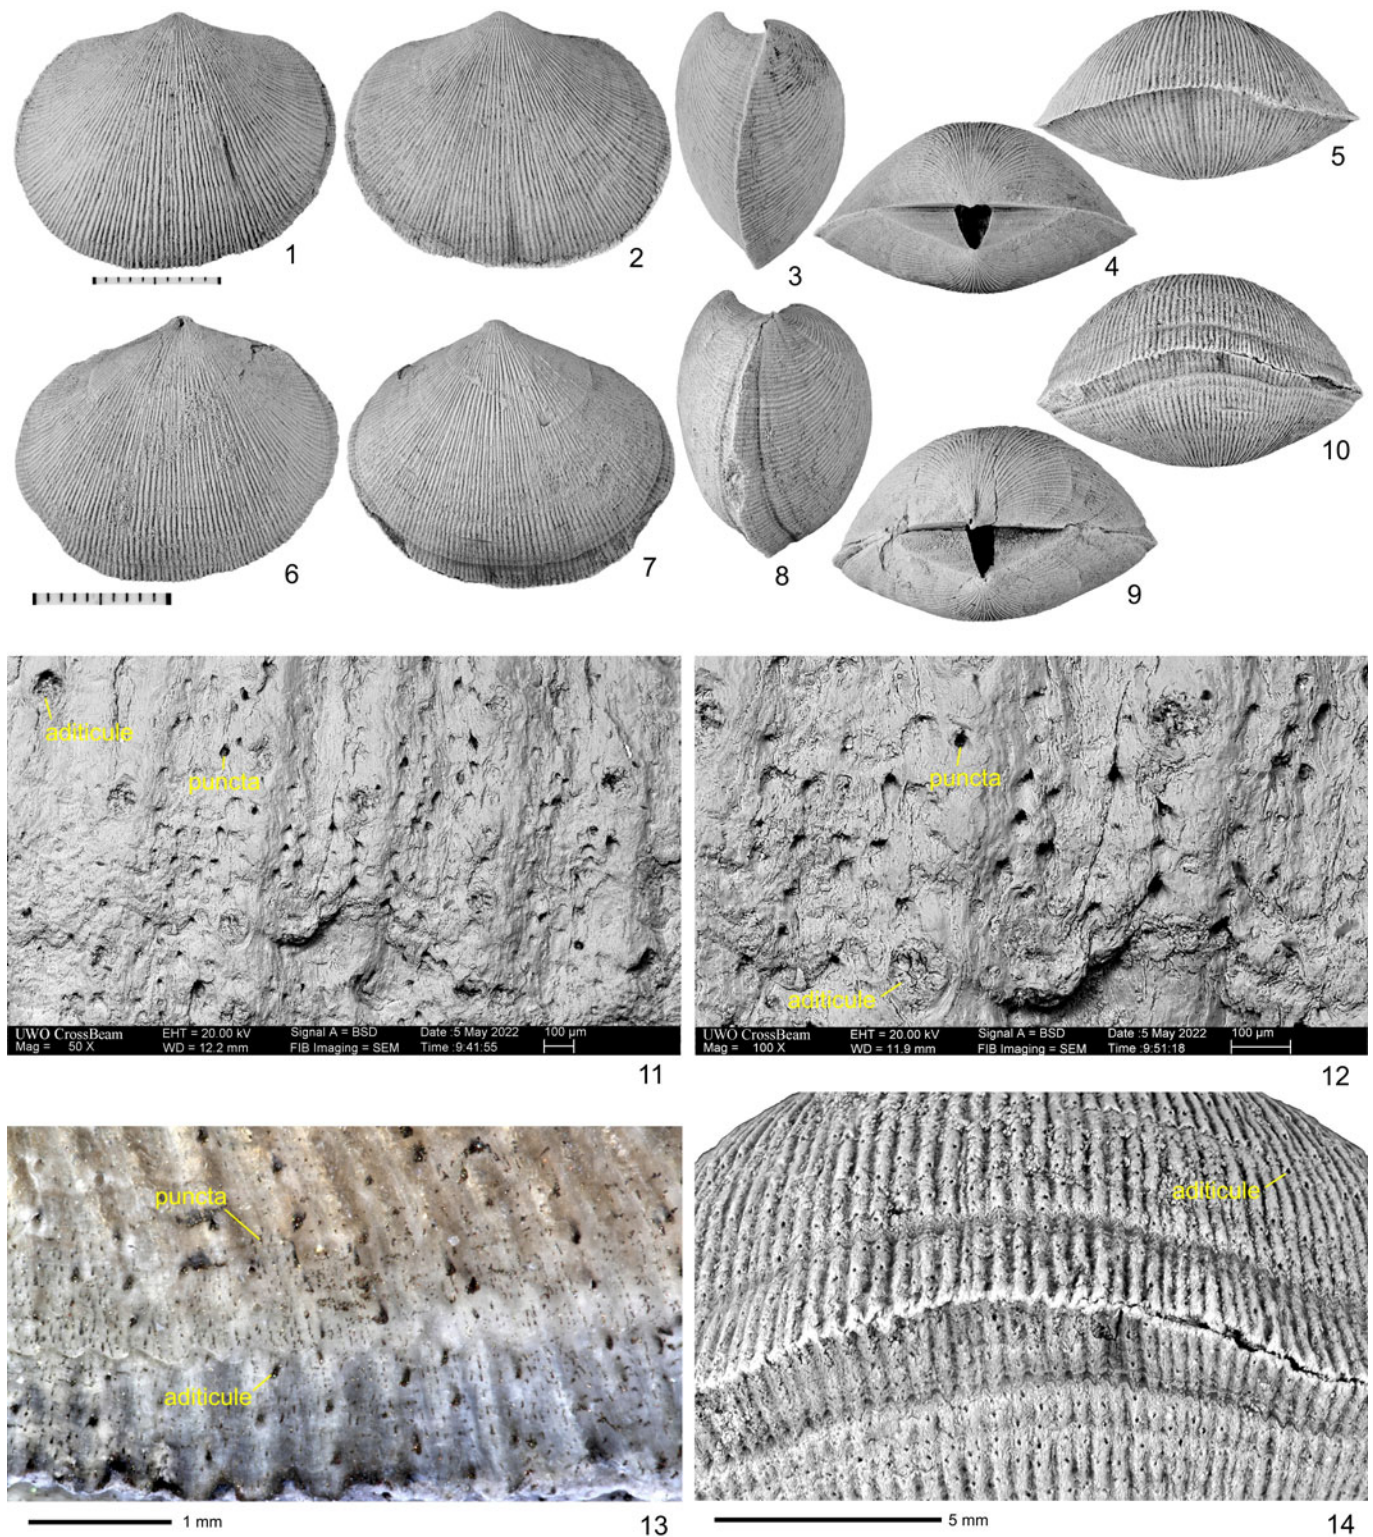 1
2
3
4
5
6
7
8
9
10
aditicule
puncta
UWO CrossBeam EHT = 20.00 kV Signal A = BSD Date :5 May 2022 100 µm
Mag = 50 X WD = 12.2 mm FIB Imaging = SEM Time :9:41:55
11
puncta
aditicule
UWO CrossBeam EHT = 20.00 kV Signal A = BSD Date :5 May 2022 100 µm
Mag = 100 X WD = 11.9 mm FIB Imaging = SEM Time :9:51:18
12
puncta
aditicule
1 mm
13
aditicule
5 mm
14